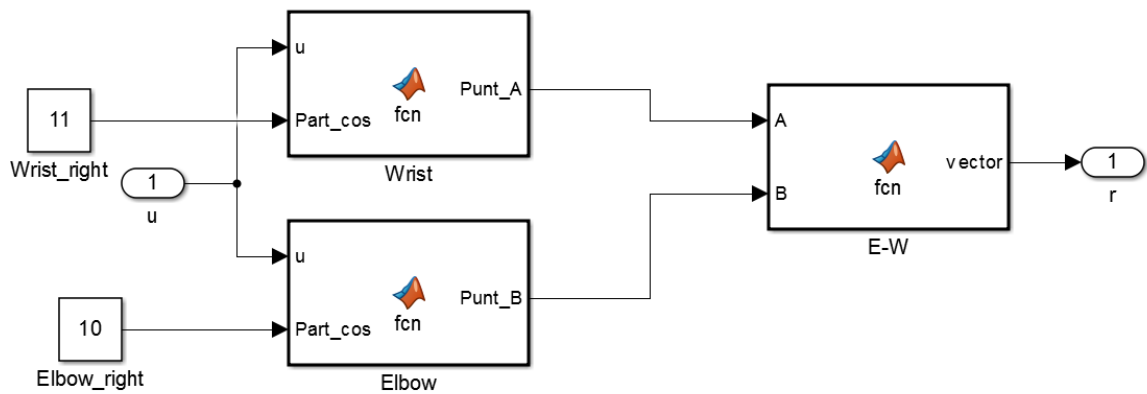 u
Punt_A
fcn
Part_cos
Wrist
11
Wrist_right
1
u
u
Punt_B
fcn
Part_cos
Elbow
10
Elbow_right
A
B
vector
fcn
E-W
1
r